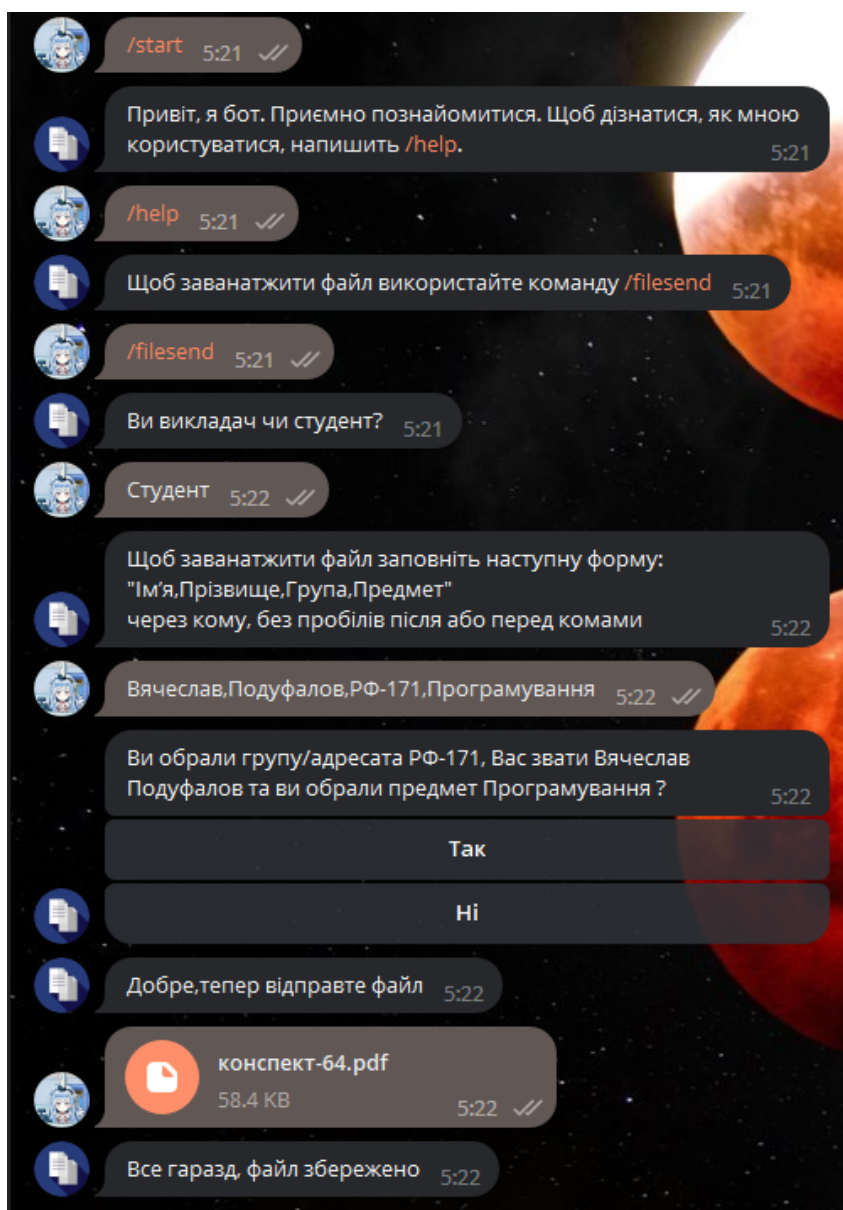 /start 5:21
Привіт, я бот. Приємно познайомитися. Щоб дізнатися, як мною
користуватися, напишить /help.
5:21
/help 5:21
Щоб заванатжити файл використайте команду /filesend 5:21
/filesend 5:21
Ви викладач чи студент? 5:21
Студент 5:22
Щоб заванатжити файл заповніть наступну форму:
"Ім’я,Прізвище,Група,Предмет"
через кому, без пробілів після або перед комами
5:22
Вячеслав,Подуфалов,РФ-171,Програмування 5:22
Ви обрали групу/адресата РФ-171, Вас звати Вячеслав
Подуфалов та ви обрали предмет Програмування ?
5:22
Так
Ні
Добре,тепер відправте файл 5:22
конспект-64.pdf
58.4 KB
5:22
Все гаразд, файл збережено 5:22